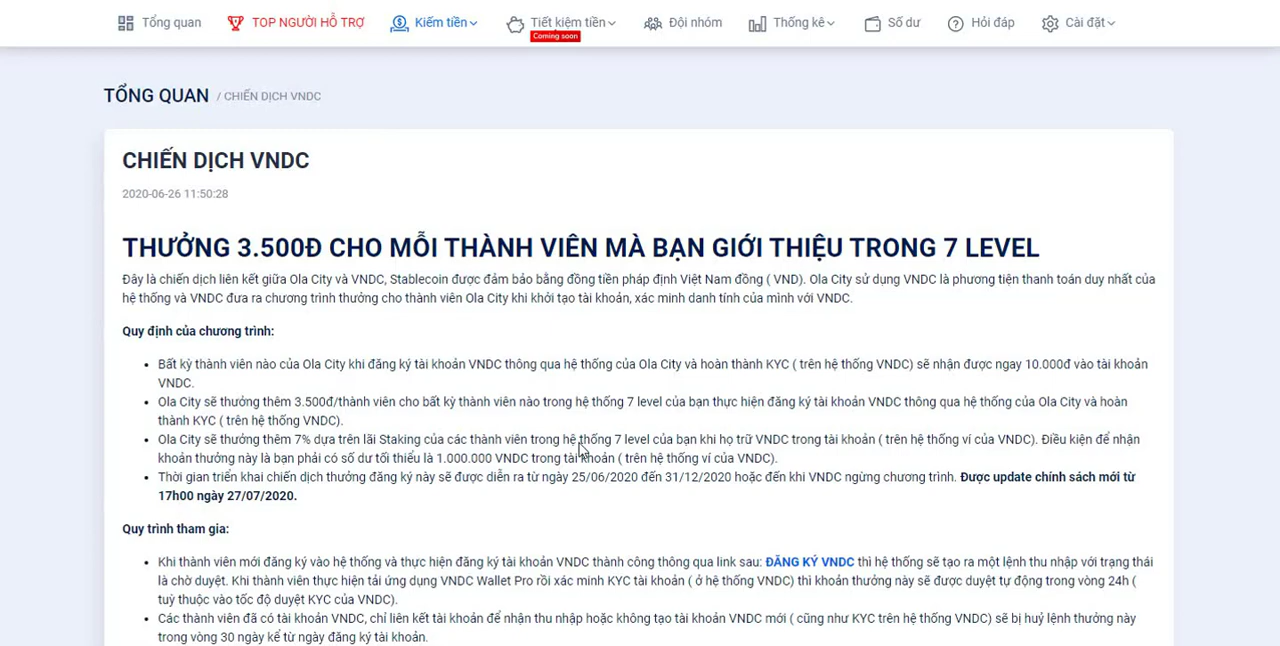 Tổng quan TOP NGƯỜI HỖ TRỢ Kiếm tiền Tiết kiệm tiền Đội nhóm Thống kê Số dư Hỏi đáp Cài đặt
Coming soon
TỔNG QUAN / CHIẾN DỊCH VNDC
CHIẾN DỊCH VNDC
2020-06-26 11:50:28
THƯỞNG 3.500Đ CHO MỖI THÀNH VIÊN MÀ BẠN GIỚI THIỆU TRONG 7 LEVEL
Đây là chiến dịch liên kết giữa Ola City và VNDC, Stablecoin được đảm bảo bằng đồng tiền pháp định Việt Nam đồng ( VND). Ola City sử dụng VNDC là phương tiện thanh toán duy nhất của
hệ thống và VNDC đưa ra chương trình thưởng cho thành viên Ola City khi khởi tạo tài khoản, xác minh danh tính của mình với VNDC.
Quy định của chương trình:
• Bất kỳ thành viên nào của Ola City khi đăng ký tài khoản VNDC thông qua hệ thống của Ola City và hoàn thành KYC ( trên hệ thống VNDC) sẽ nhận được ngay 10.000đ vào tài khoản
VNDC.
• Ola City sẽ thưởng thêm 3.500đ/thành viên cho bất kỳ thành viên nào trong hệ thống 7 level của bạn thực hiện đăng ký tài khoản VNDC thông qua hệ thống của Ola City và hoàn
thành KYC ( trên hệ thống VNDC).
• Ola City sẽ thưởng thêm 7% dựa trên lãi Staking của các thành viên trong hệ thống 7 level của bạn khi họ trữ VNDC trong tài khoản ( trên hệ thống ví của VNDC). Điều kiện để nhận
khoản thưởng này là bạn phải có số dư tối thiểu là 1.000.000 VNDC trong tài khoản ( trên hệ thống ví của VNDC).
• Thời gian triển khai chiến dịch thưởng đăng ký này sẽ được diễn ra từ ngày 25/06/2020 đến 31/12/2020 hoặc đến khi VNDC ngừng chương trình. Được update chính sách mới từ
17h00 ngày 27/07/2020.
Quy trình tham gia:
• Khi thành viên mới đăng ký vào hệ thống và thực hiện đăng ký tài khoản VNDC thành công thông qua link sau: ĐĂNG KÝ VNDC thì hệ thống sẽ tạo ra một lệnh thu nhập với trạng thái
là chờ duyệt. Khi thành viên thực hiện tải ứng dụng VNDC Wallet Pro rồi xác minh KYC tài khoản ( ở hệ thống VNDC) thì khoản thưởng này sẽ được duyệt tự động trong vòng 24h (
tuỳ thuộc vào tốc độ duyệt KYC của VNDC).
• Các thành viên đã có tài khoản VNDC, chỉ liên kết tài khoản để nhận thu nhập hoặc không tạo tài khoản VNDC mới ( cũng như KYC trên hệ thống VNDC) sẽ bị huỷ lệnh thưởng này
trong vòng 30 ngày kể từ ngày đăng ký tài khoản.